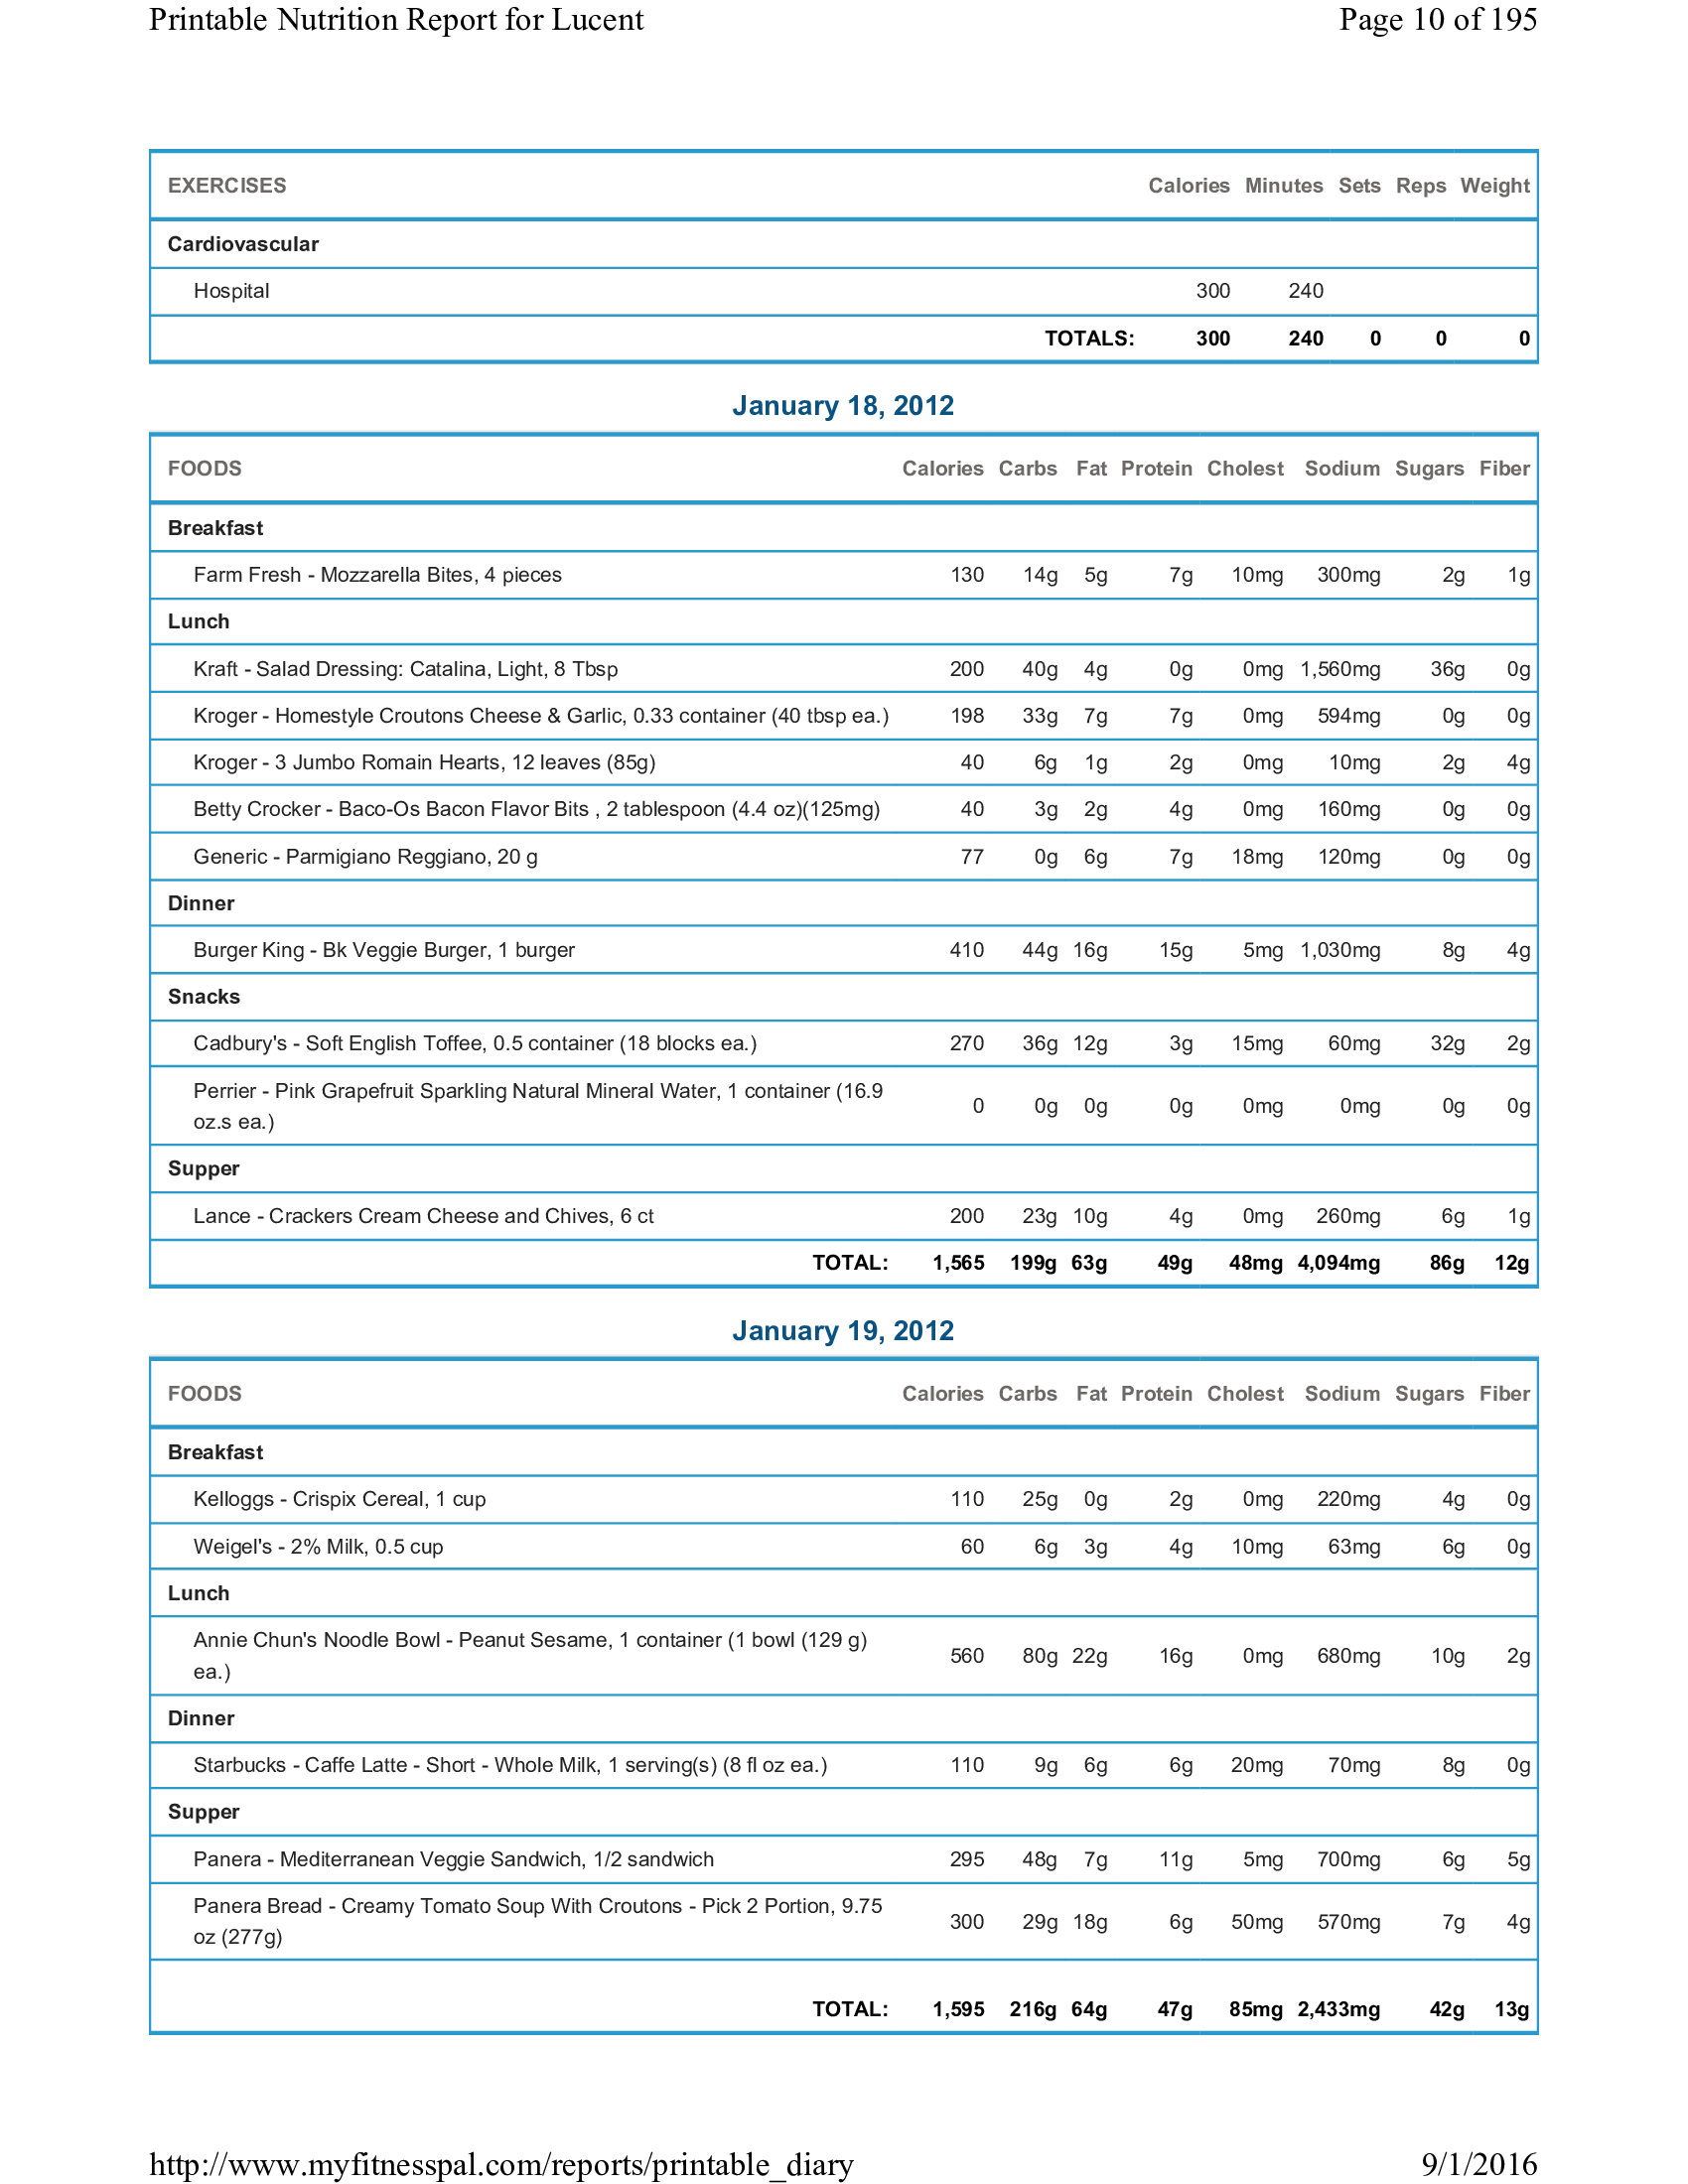 Printable Nutrition Report for Lucent Page 10 of 195
EXERCISES Calories Minutes Sets Reps Weight
Cardiovascular
Hospital 300 240
TOTALS: 300 240 0 0 0
January 18, 2012
FOODS Calories Carbs Fat Protein Cholest Sodium Sugars Fiber
Breakfast
Farm Fresh - Mozzarella Bites, 4 pieces 130 14g 5g 7g 10mg 300mg 2g 1g
Lunch
Kraft - Salad Dressing: Catalina, Light, 8 Tbsp 200 40g 4g 0g 0mg 1,560mg 36g 0g
Kroger - Homestyle Croutons Cheese & Garlic, 0.33 container (40 tbsp ea.) 198 33g 7g 7g 0mg 594mg 0g 0g
Kroger - 3 Jumbo Romain Hearts, 12 leaves (85g) 40 6g 1g 2g 0mg 10mg 2g 4g
Betty Crocker - Baco-Os Bacon Flavor Bits , 2 tablespoon (4.4 oz)(125mg) 40 3g 2g 4g 0mg 160mg 0g 0g
Generic - Parmigiano Reggiano, 20 g 77 0g 6g 7g 18mg 120mg 0g 0g
Dinner
Burger King - Bk Veggie Burger, 1 burger 410 44g 16g 15g 5mg 1,030mg 8g 4g
Snacks
Cadbury's - Soft English Toffee, 0.5 container (18 blocks ea.) 270 36g 12g 3g 15mg 60mg 32g 2g
Perrier - Pink Grapefruit Sparkling Natural Mineral Water, 1 container (16.9
oz.s ea.) 0 0g 0g 0g 0mg 0mg 0g 0g
Supper
Lance - Crackers Cream Cheese and Chives, 6 ct 200 23g 10g 4g 0mg 260mg 6g 1g
TOTAL: 1,565 199g 63g 49g 48mg 4,094mg 86g 12g
January 19, 2012
FOODS Calories Carbs Fat Protein Cholest Sodium Sugars Fiber
Breakfast
Kelloggs - Crispix Cereal, 1 cup 110 25g 0g 2g 0mg 220mg 4g 0g
Weigel's - 2% Milk, 0.5 cup 60 6g 3g 4g 10mg 63mg 6g 0g
Lunch
Annie Chun's Noodle Bowl - Peanut Sesame, 1 container (1 bowl (129 g)
ea.) 560 80g 22g 16g 0mg 680mg 10g 2g
Dinner
Starbucks - Caffe Latte - Short - Whole Milk, 1 serving(s) (8 fl oz ea.) 110 9g 6g 6g 20mg 70mg 8g 0g
Supper
Panera - Mediterranean Veggie Sandwich, 1/2 sandwich 295 48g 7g 11g 5mg 700mg 6g 5g
Panera Bread - Creamy Tomato Soup With Croutons - Pick 2 Portion, 9.75
oz (277g) 300 29g 18g 6g 50mg 570mg 7g 4g
TOTAL: 1,595 216g 64g 47g 85mg 2,433mg 42g 13g
http://www.myfitnesspal.com/reports/printable_diary 9/1/2016